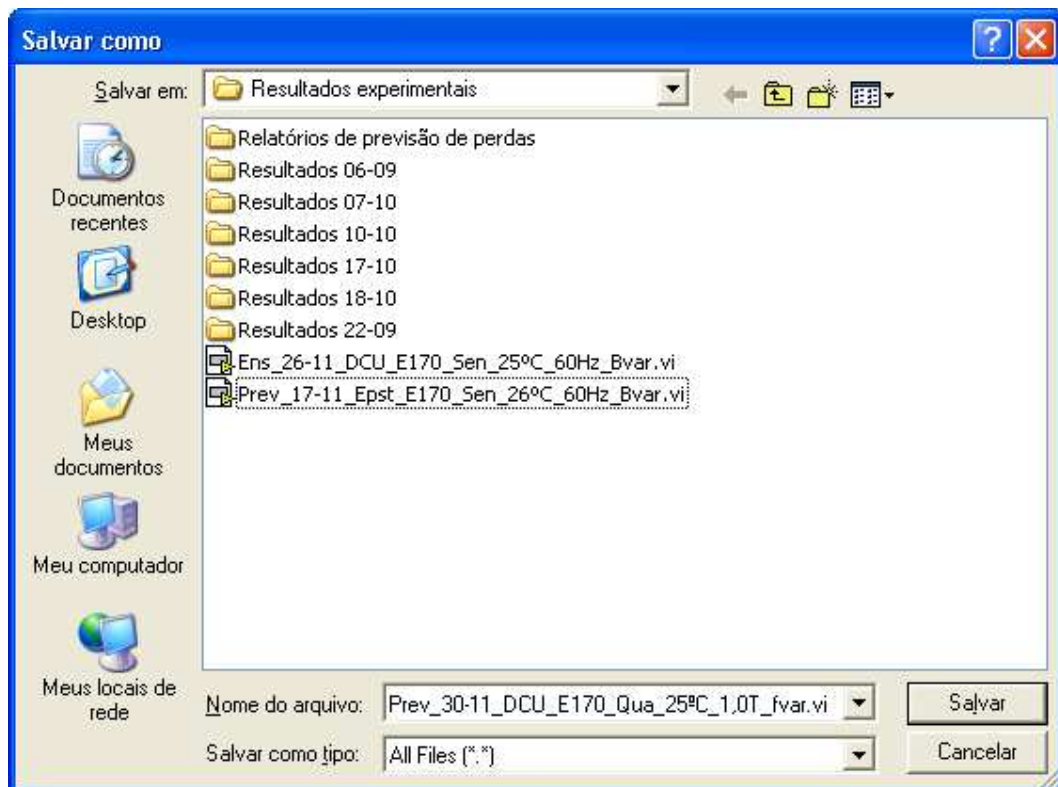 Salvar como
Salvar em:
Resultados experimentais
Documentos
recentes
Desktop
Meus
documentos
Meu computador
Meus locais de
rede
Relatórios de previsão de perdas
Resultados 06-09
Resultados 07-10
Resultados 10-10
Resultados 17-10
Resultados 18-10
Resultados 22-09
Ens_26-11_DCU_E170_Sen_25ºC_60Hz_Bvar.vi
Prev_17-11_Epst_E170_Sen_26ºC_60Hz_Bvar.vi
Nome do arquivo:
Prev_30-11_DCU_E170_Qua_25ºC_1,0T_fvar.vi
Salvar
Salvar como tipo:
All Files (*.*)
Cancelar